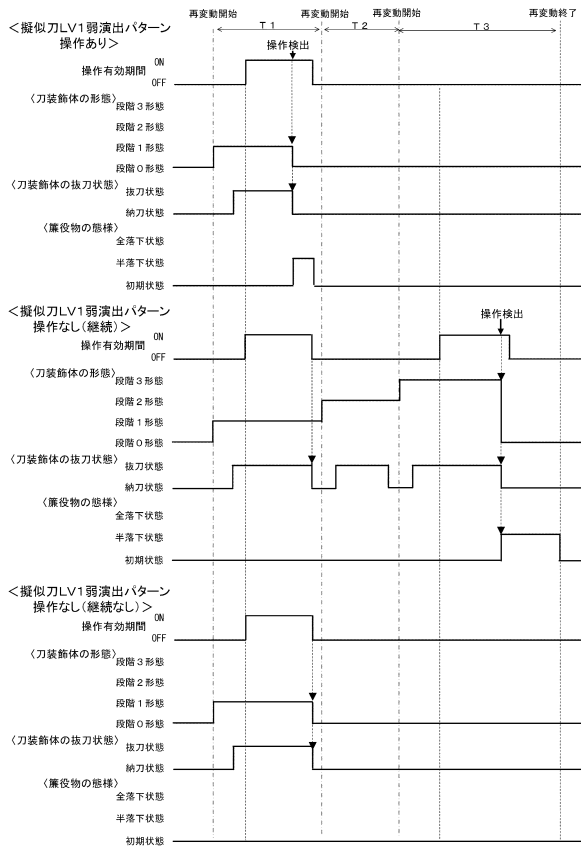 再変動開始 再変動開始 再変動開始 再変動終了
T1 T2 T3
＜擬似刀LV1弱演出パターン
操作あり＞
操作検出
操作有効期間 ON
OFF
〈刀装飾体の形態〉
段階3形態
段階2形態
段階1形態
段階0形態
〈刀装飾体の抜刀状態〉
抜刀状態
納刀状態
〈簾役物の態様〉
全落下状態
半落下状態
初期状態
＜擬似刀LV1弱演出パターン
操作なし(継続)＞
操作検出
操作有効期間 ON
OFF
〈刀装飾体の形態〉
段階3形態
段階2形態
段階1形態
段階0形態
〈刀装飾体の抜刀状態〉
抜刀状態
納刀状態
〈簾役物の態様〉
全落下状態
半落下状態
初期状態
＜擬似刀LV1弱演出パターン
操作なし(継続なし)＞
操作有効期間 ON
OFF
〈刀装飾体の形態〉
段階3形態
段階2形態
段階1形態
段階0形態
〈刀装飾体の抜刀状態〉
抜刀状態
納刀状態
〈簾役物の態様〉
全落下状態
半落下状態
初期状態